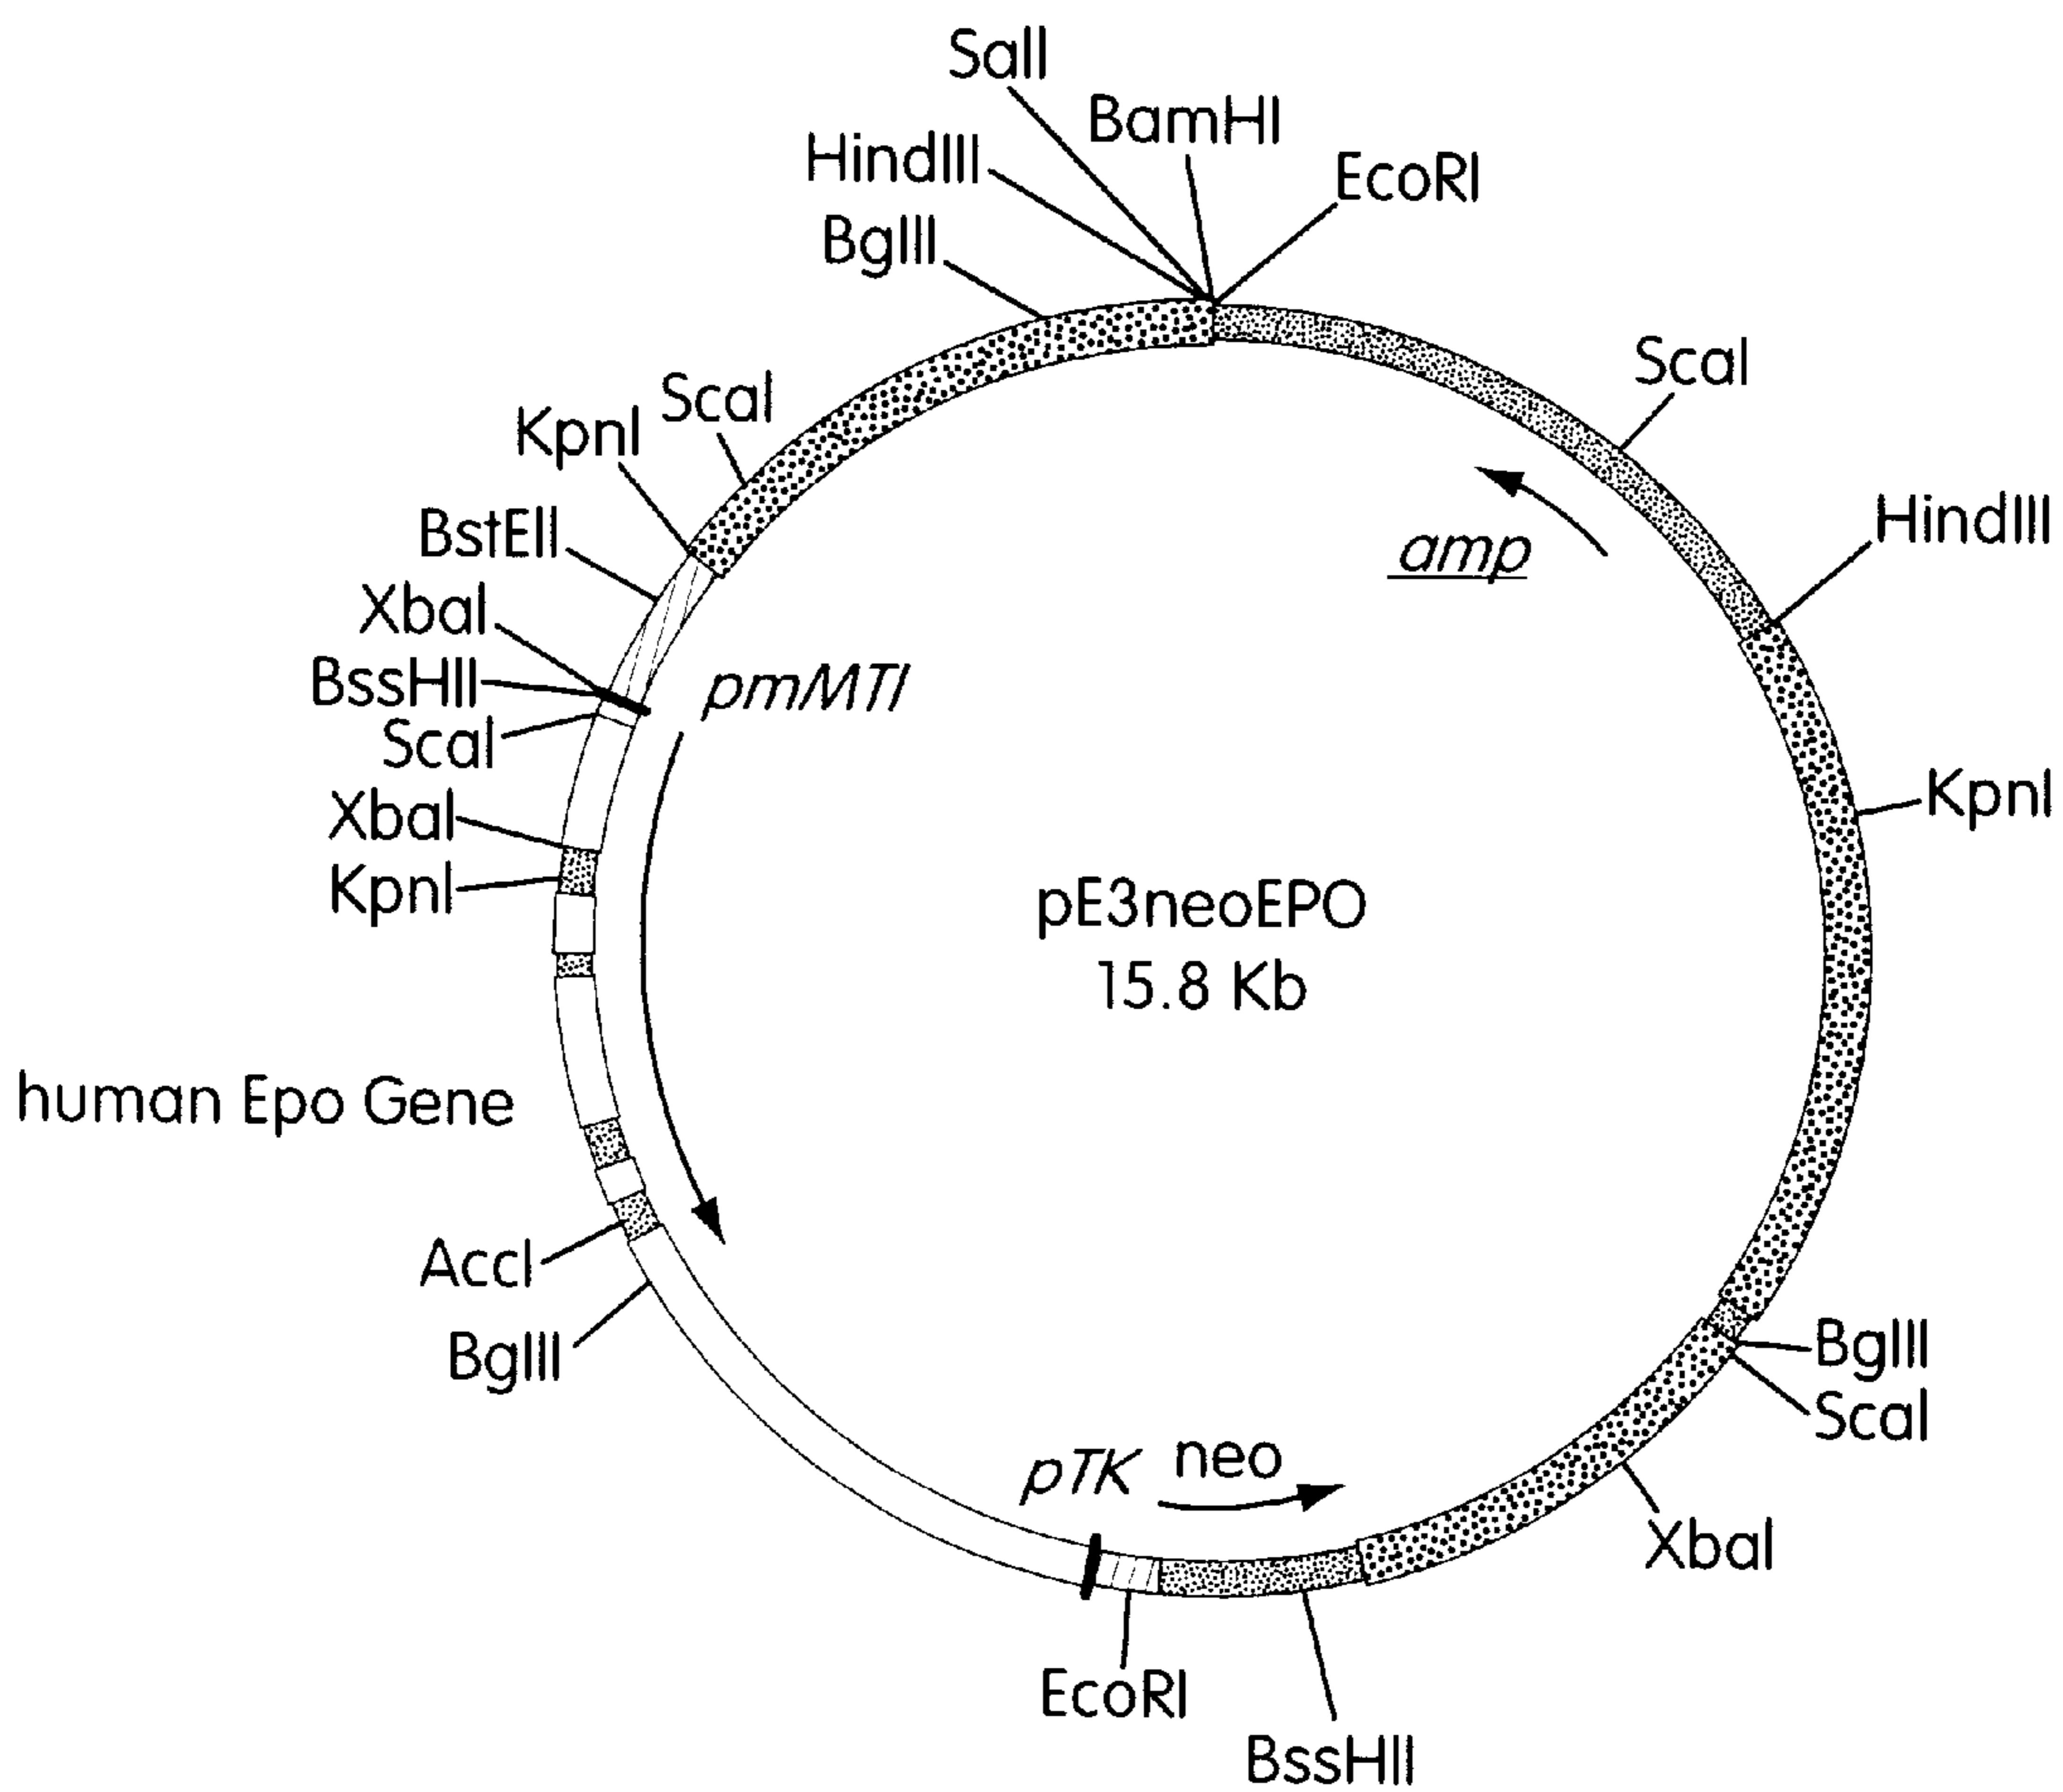 SalI
BamHI
HindIII
EcoRI
BglII
ScaI
ScaI
KpnI
HindIII
BstEII
amp
XbaI
BssHII
pmMTI
ScaI
KpnI
XbaI
KpnI
pE3neoEPO
15.8 Kb
human Epo Gene
AccI
BglII
BglII
ScaI
pTK neo
XbaI
EcoRI
BssHII